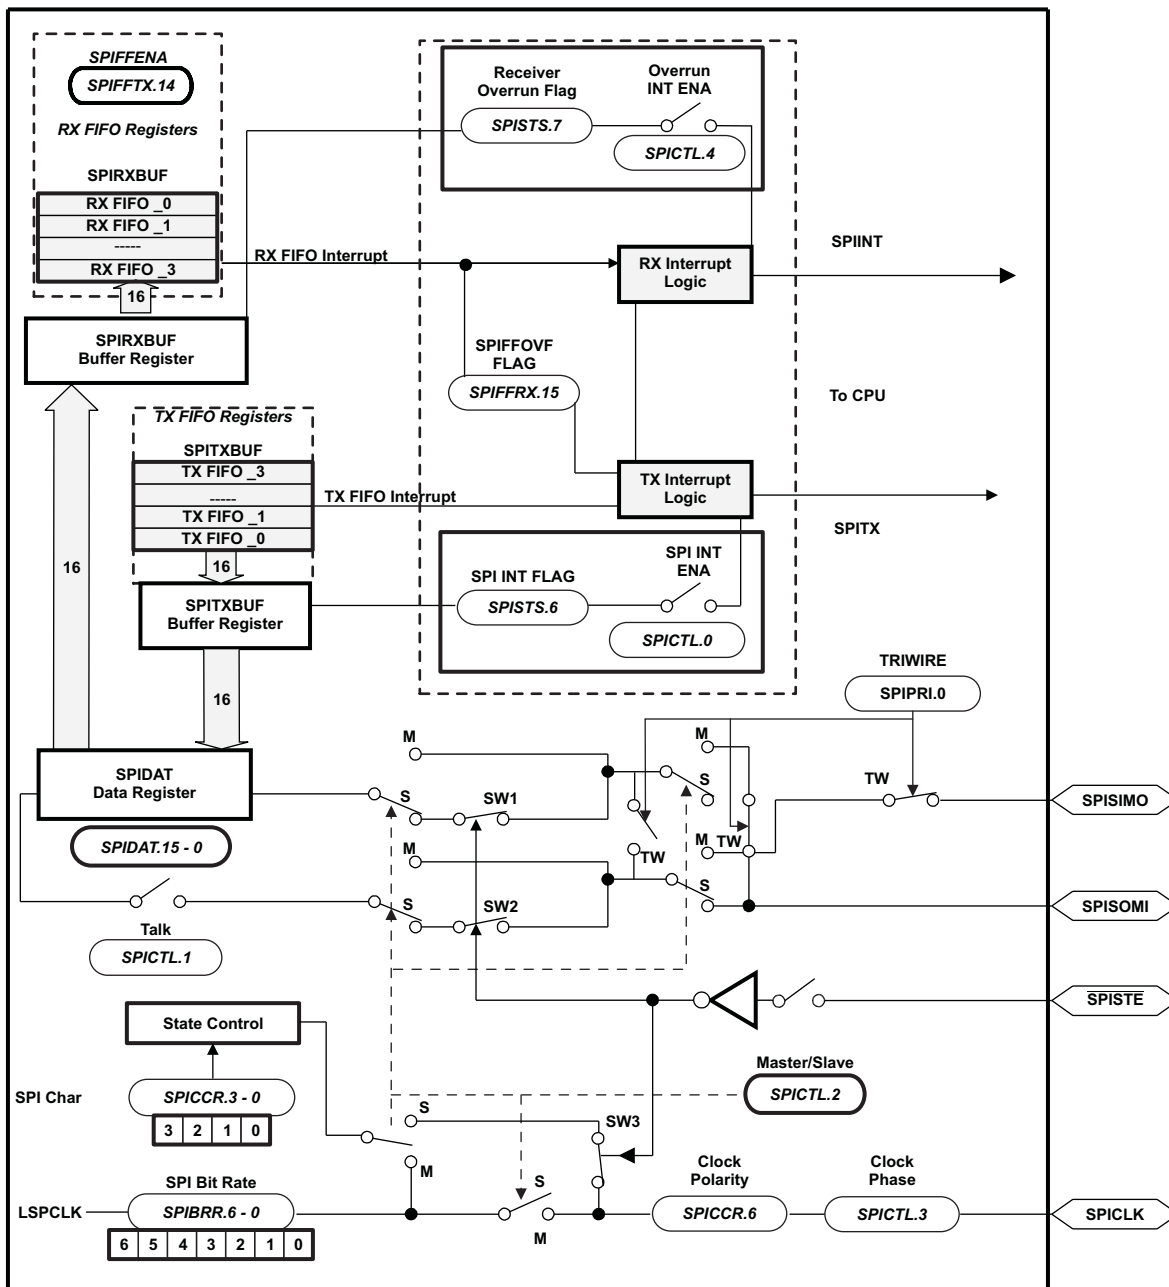 SPIFFENA
SPIFFTX.14
RX FIFO Registers
SPIRXBUF
RX FIFO _0
RX FIFO _1
-----
RX FIFO _3
16
SPIRXBUF
Buffer Register
Receiver
Overrun Flag
SPISTS.7
Overrun
INT ENA
SPICTL.4
RX FIFO Interrupt
RX Interrupt
Logic
SPIINT
SPIFFOVF
FLAG
SPIFFRX.15
To CPU
TX FIFO Registers
SPITXBUF
TX FIFO _3
-----
TX FIFO _1
TX FIFO _0
16
TX FIFO Interrupt
TX Interrupt
Logic
SPITX
16
SPITXBUF
Buffer Register
SPI INT FLAG
SPISTS.6
SPI INT
ENA
SPICTL.0
16
TRIWIRE
SPIPRI.0
SPIDAT
Data Register
SPIDAT.15 - 0
M
S
SW1
M
S
TW
SPISIMO
M
S
SW2
TW
M
TW
S
SPISOMI
Talk
SPICTL.1
SPISTE
State Control
Master/Slave
SPICTL.2
SPI Char
SPICCR.3 - 0
3 2 1 0
S
M
SW3
SPI Bit Rate
LSPCLK
SPIBRR.6 - 0
6 5 4 3 2 1 0
S
M
Clock
Polarity
SPICCR.6
Clock
Phase
SPICTL.3
SPICLK